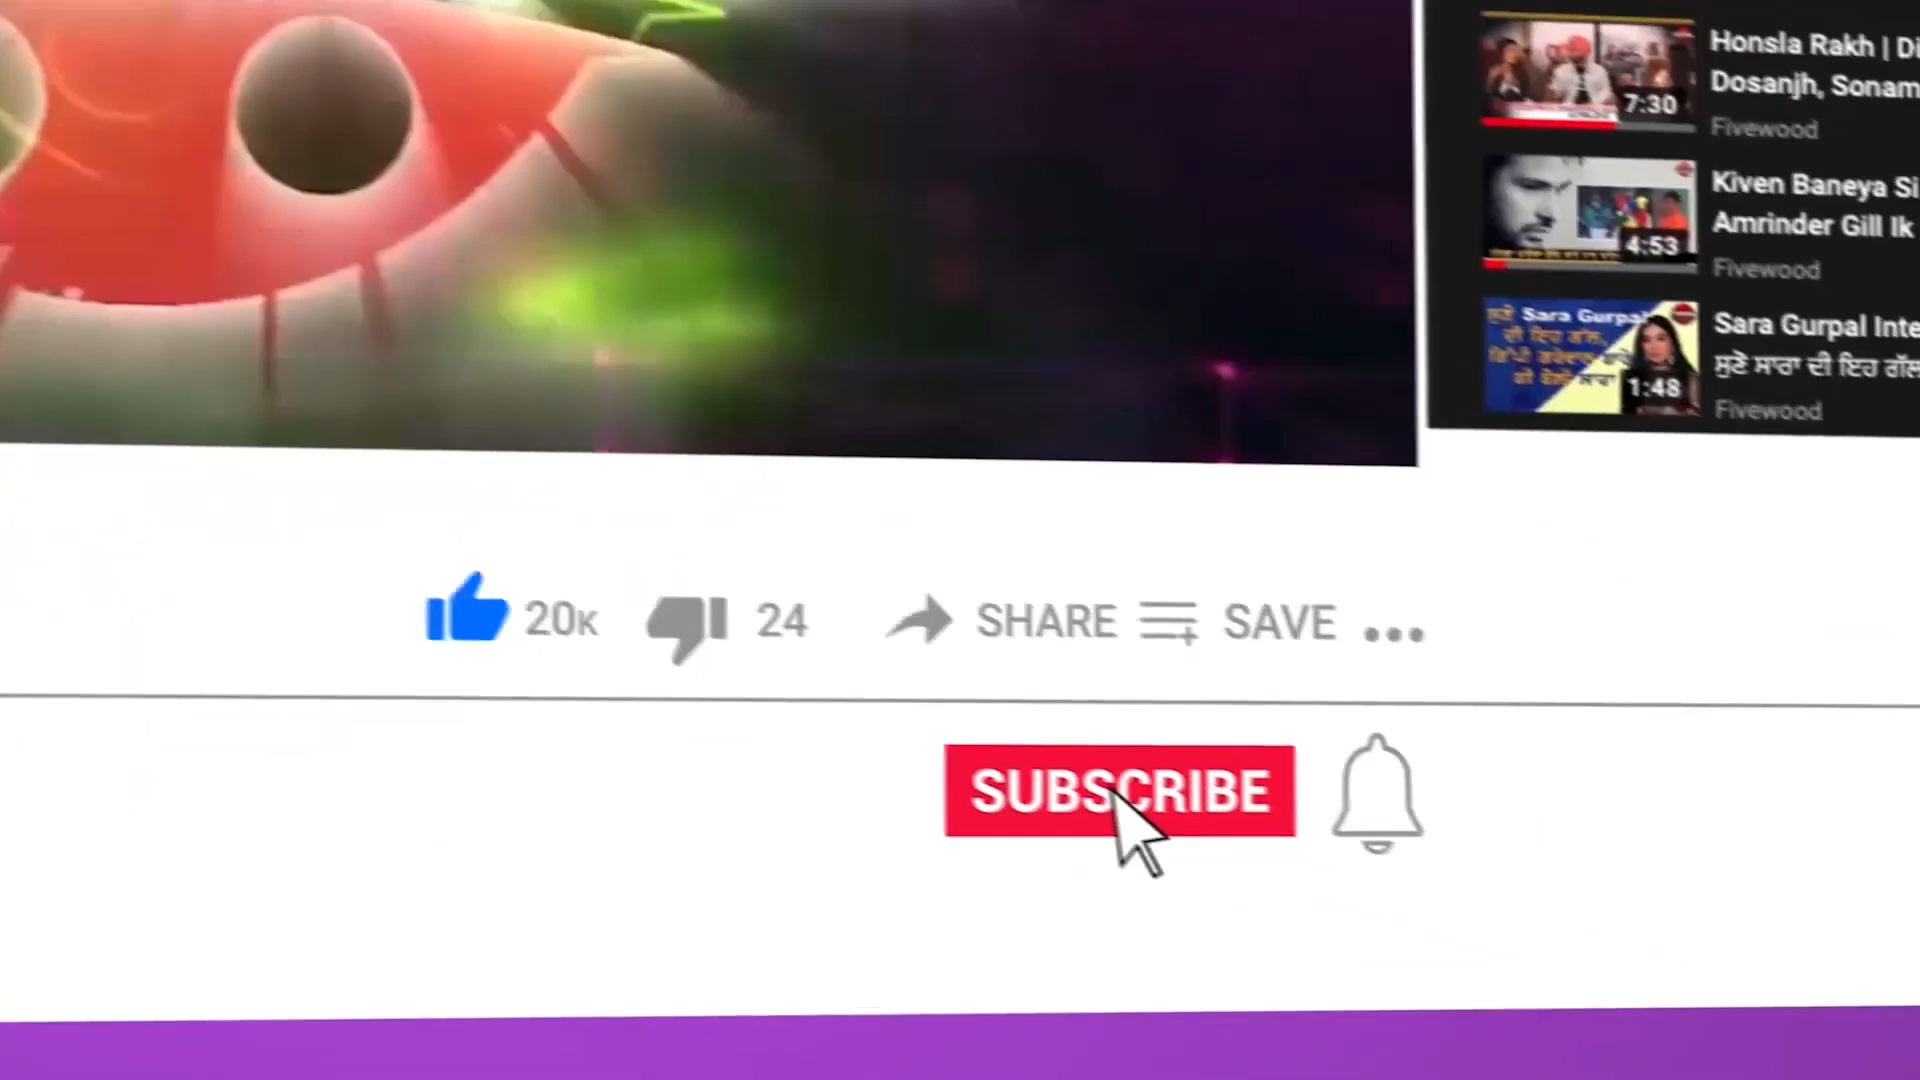 Honsla Rakh | Di
Dosanjh, Sonam
7:30
Fivewood
Kiven Baneya Si
Amrinder Gill Ik
4:53
Fivewood
ਸੁਣੋ Sara Gurpal
ਦੀ ਇਹ ਗੱਲ,
1:48
Sara Gurpal Inte
ਸੁਣੋ ਸਾਰਾ ਦੀ ਇਹ ਗੱਲ
Fivewood
20K 24 SHARE SAVE
SUBSCRIBE